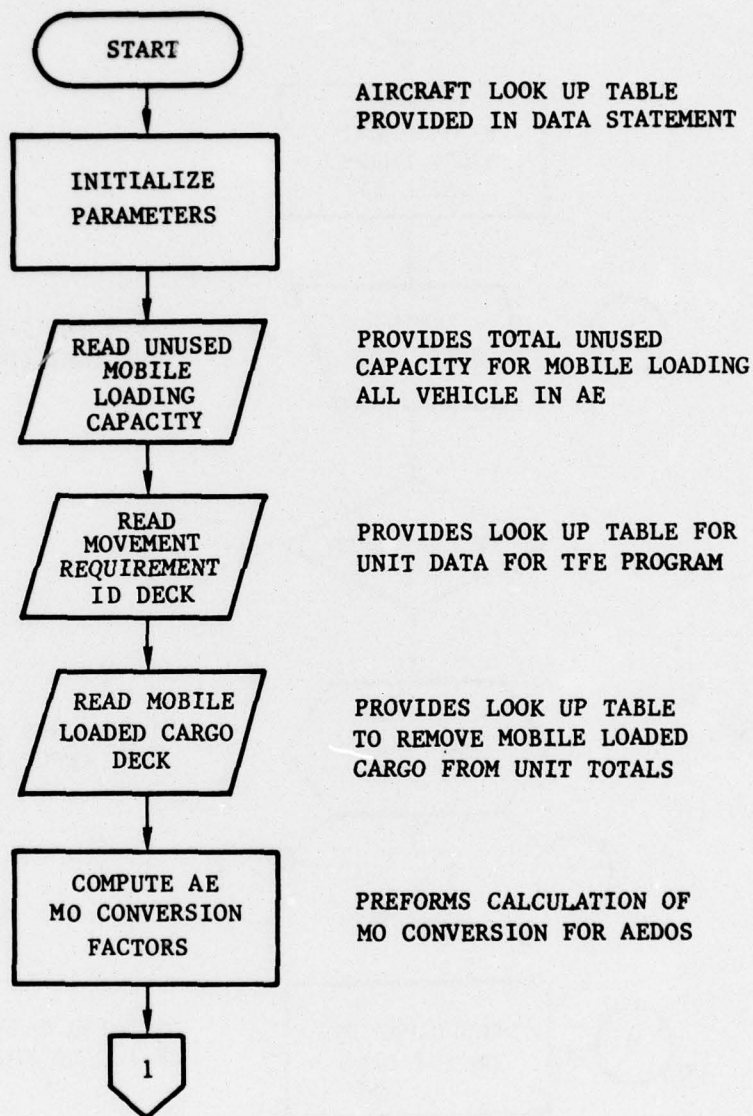 START
AIRCRAFT LOOK UP TABLE
PROVIDED IN DATA STATEMENT
INITIALIZE
PARAMETERS
READ UNUSED
MOBILE
LOADING
CAPACITY
PROVIDES TOTAL UNUSED
CAPACITY FOR MOBILE LOADING
ALL VEHICLE IN AE
READ
MOVEMENT
REQUIREMENT
ID DECK
PROVIDES LOOK UP TABLE FOR
UNIT DATA FOR TFE PROGRAM
READ MOBILE
LOADED CARGO
DECK
PROVIDES LOOK UP TABLE
TO REMOVE MOBILE LOADED
CARGO FROM UNIT TOTALS
COMPUTE AE
MO CONVERSION
FACTORS
PREFORMS CALCULATION OF
MO CONVERSION FOR AEDOS
1